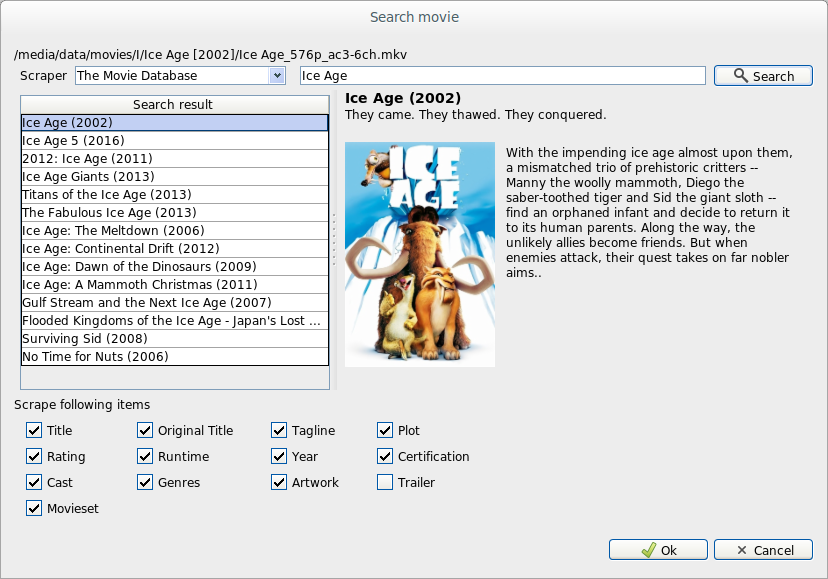 Search movie
/media/data/movies/I/Ice Age [2002]/Ice Age_576p_ac3-6ch.mkv
Scraper The Movie Database Ice Age Search
Search result
Ice Age (2002)
Ice Age 5 (2016)
2012: Ice Age (2011)
Ice Age Giants (2013)
Titans of the Ice Age (2013)
The Fabulous Ice Age (2013)
Ice Age: The Meltdown (2006)
Ice Age: Continental Drift (2012)
Ice Age: Dawn of the Dinosaurs (2009)
Ice Age: A Mammoth Christmas (2011)
Gulf Stream and the Next Ice Age (2007)
Flooded Kingdoms of the Ice Age - Japan's Lost ...
Surviving Sid (2008)
No Time for Nuts (2006)
Ice Age (2002)
They came. They thawed. They conquered.
ICE
AGE
With the impending ice age almost upon them,
a mismatched trio of prehistoric critters --
Manny the woolly mammoth, Diego the
saber-toothed tiger and Sid the giant sloth --
find an orphaned infant and decide to return it
to its human parents. Along the way, the
unlikely allies become friends. But when
enemies attack, their quest takes on far nobler
aims..
Scrape following items
Title Original Title Tagline Plot
Rating Runtime Year Certification
Cast Genres Artwork Trailer
Movieset
Ok Cancel